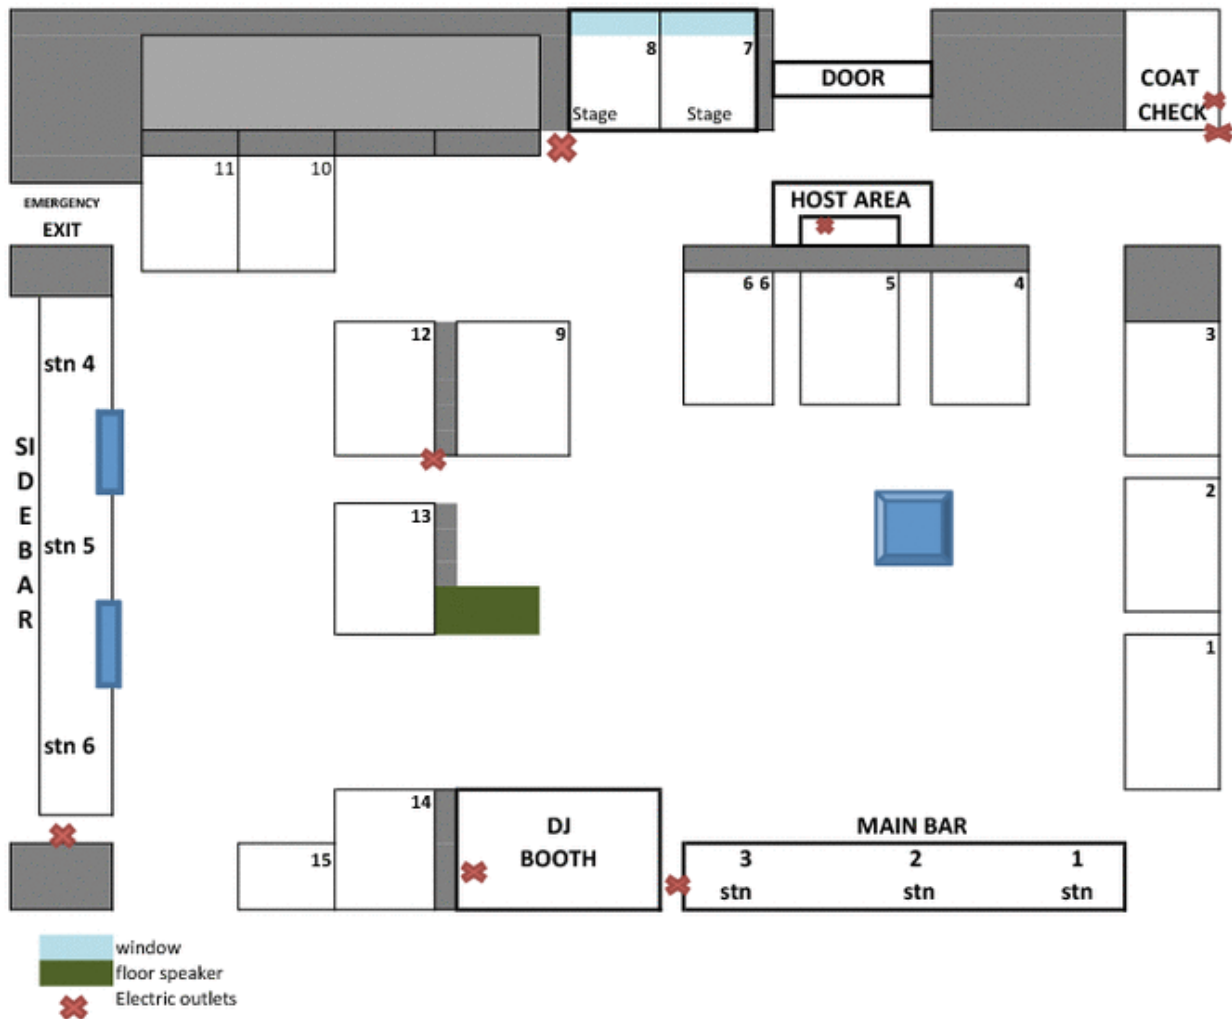 8
7
Stage
Stage
DOOR
COAT
CHECK
11
10
EMERGENCY
EXIT
HOST AREA
6 6
5
4
3
12
9
stn 4
SI
D
E
B
A
R
2
13
stn 5
1
stn 6
14
15
DJ
BOOTH
MAIN BAR
3
2
1
stn
stn
stn
window
floor speaker
Electric outlets